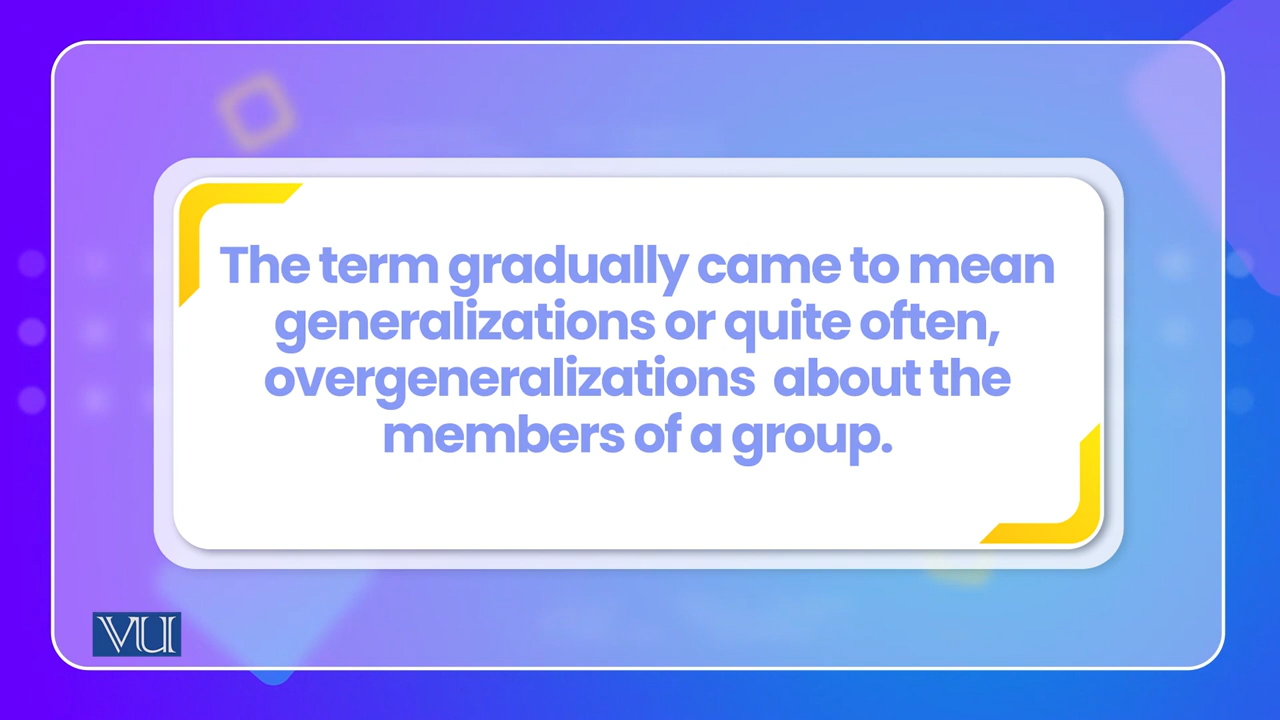 The term gradually came to mean
generalizations or quite often,
overgeneralizations about the
members of a group.
VU